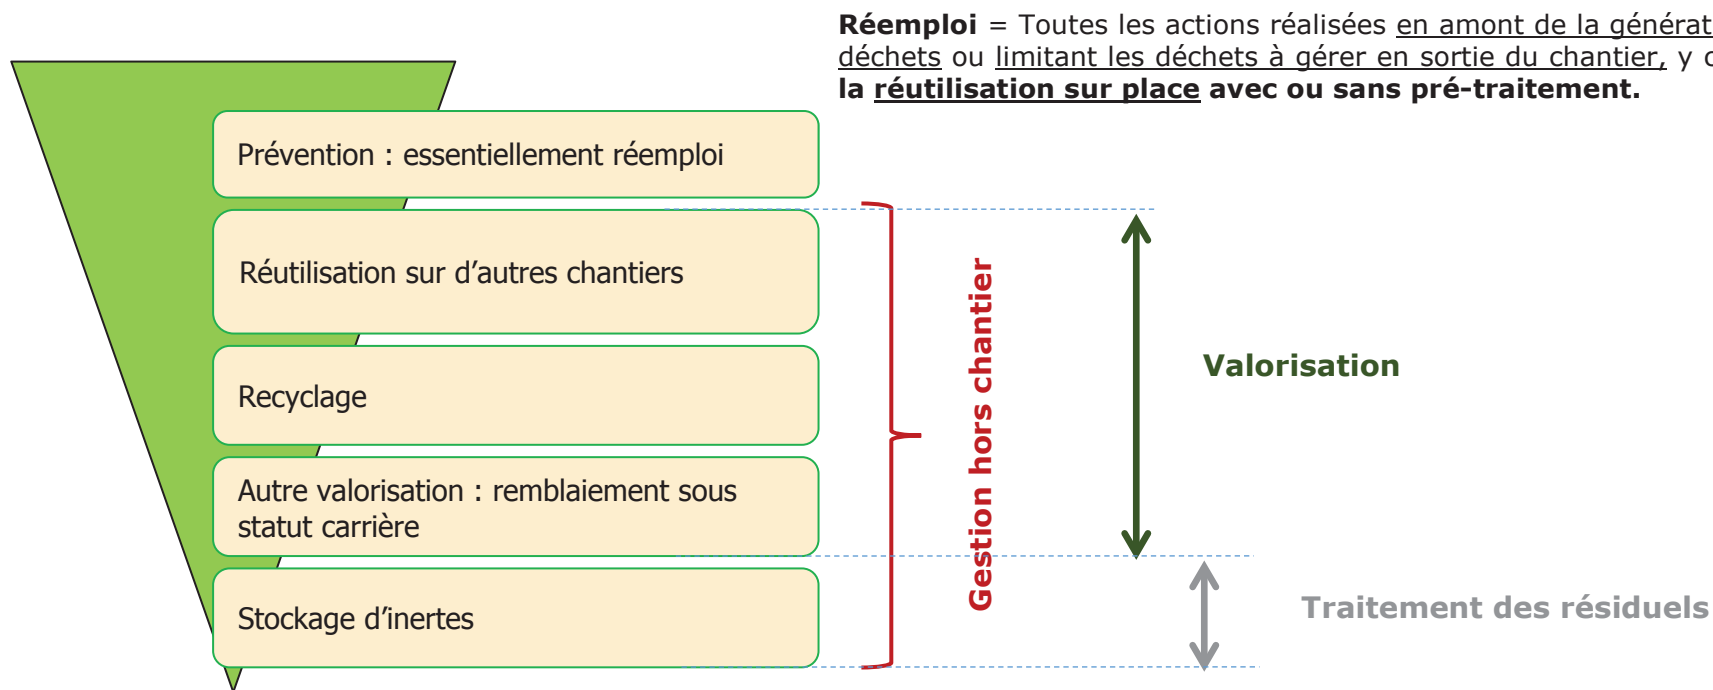 Réemploi = Toutes les actions réalisées en amont de la générat
déchets ou limitant les déchets à gérer en sortie du chantier, y
la réutilisation sur place avec ou sans pré-traitement.
Prévention : essentiellement réemploi
Réutilisation sur d’autres chantiers
Recyclage
Autre valorisation : remblaiement sous
statut carrière
Stockage d’inertes
Gestion hors chantier
Valorisation
Traitement des résiduels